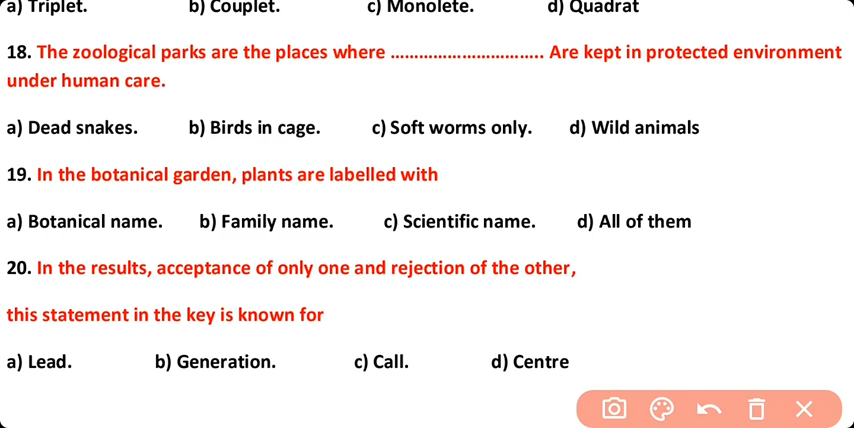 a) Triplet. b) Couplet. c) Monolete. d) Quadrat
18. The zoological parks are the places where ................................ Are kept in protected environment
under human care.
a) Dead snakes. b) Birds in cage. c) Soft worms only. d) Wild animals
19. In the botanical garden, plants are labelled with
a) Botanical name. b) Family name. c) Scientific name. d) All of them
20. In the results, acceptance of only one and rejection of the other,
this statement in the key is known for
a) Lead. b) Generation. c) Call. d) Centre